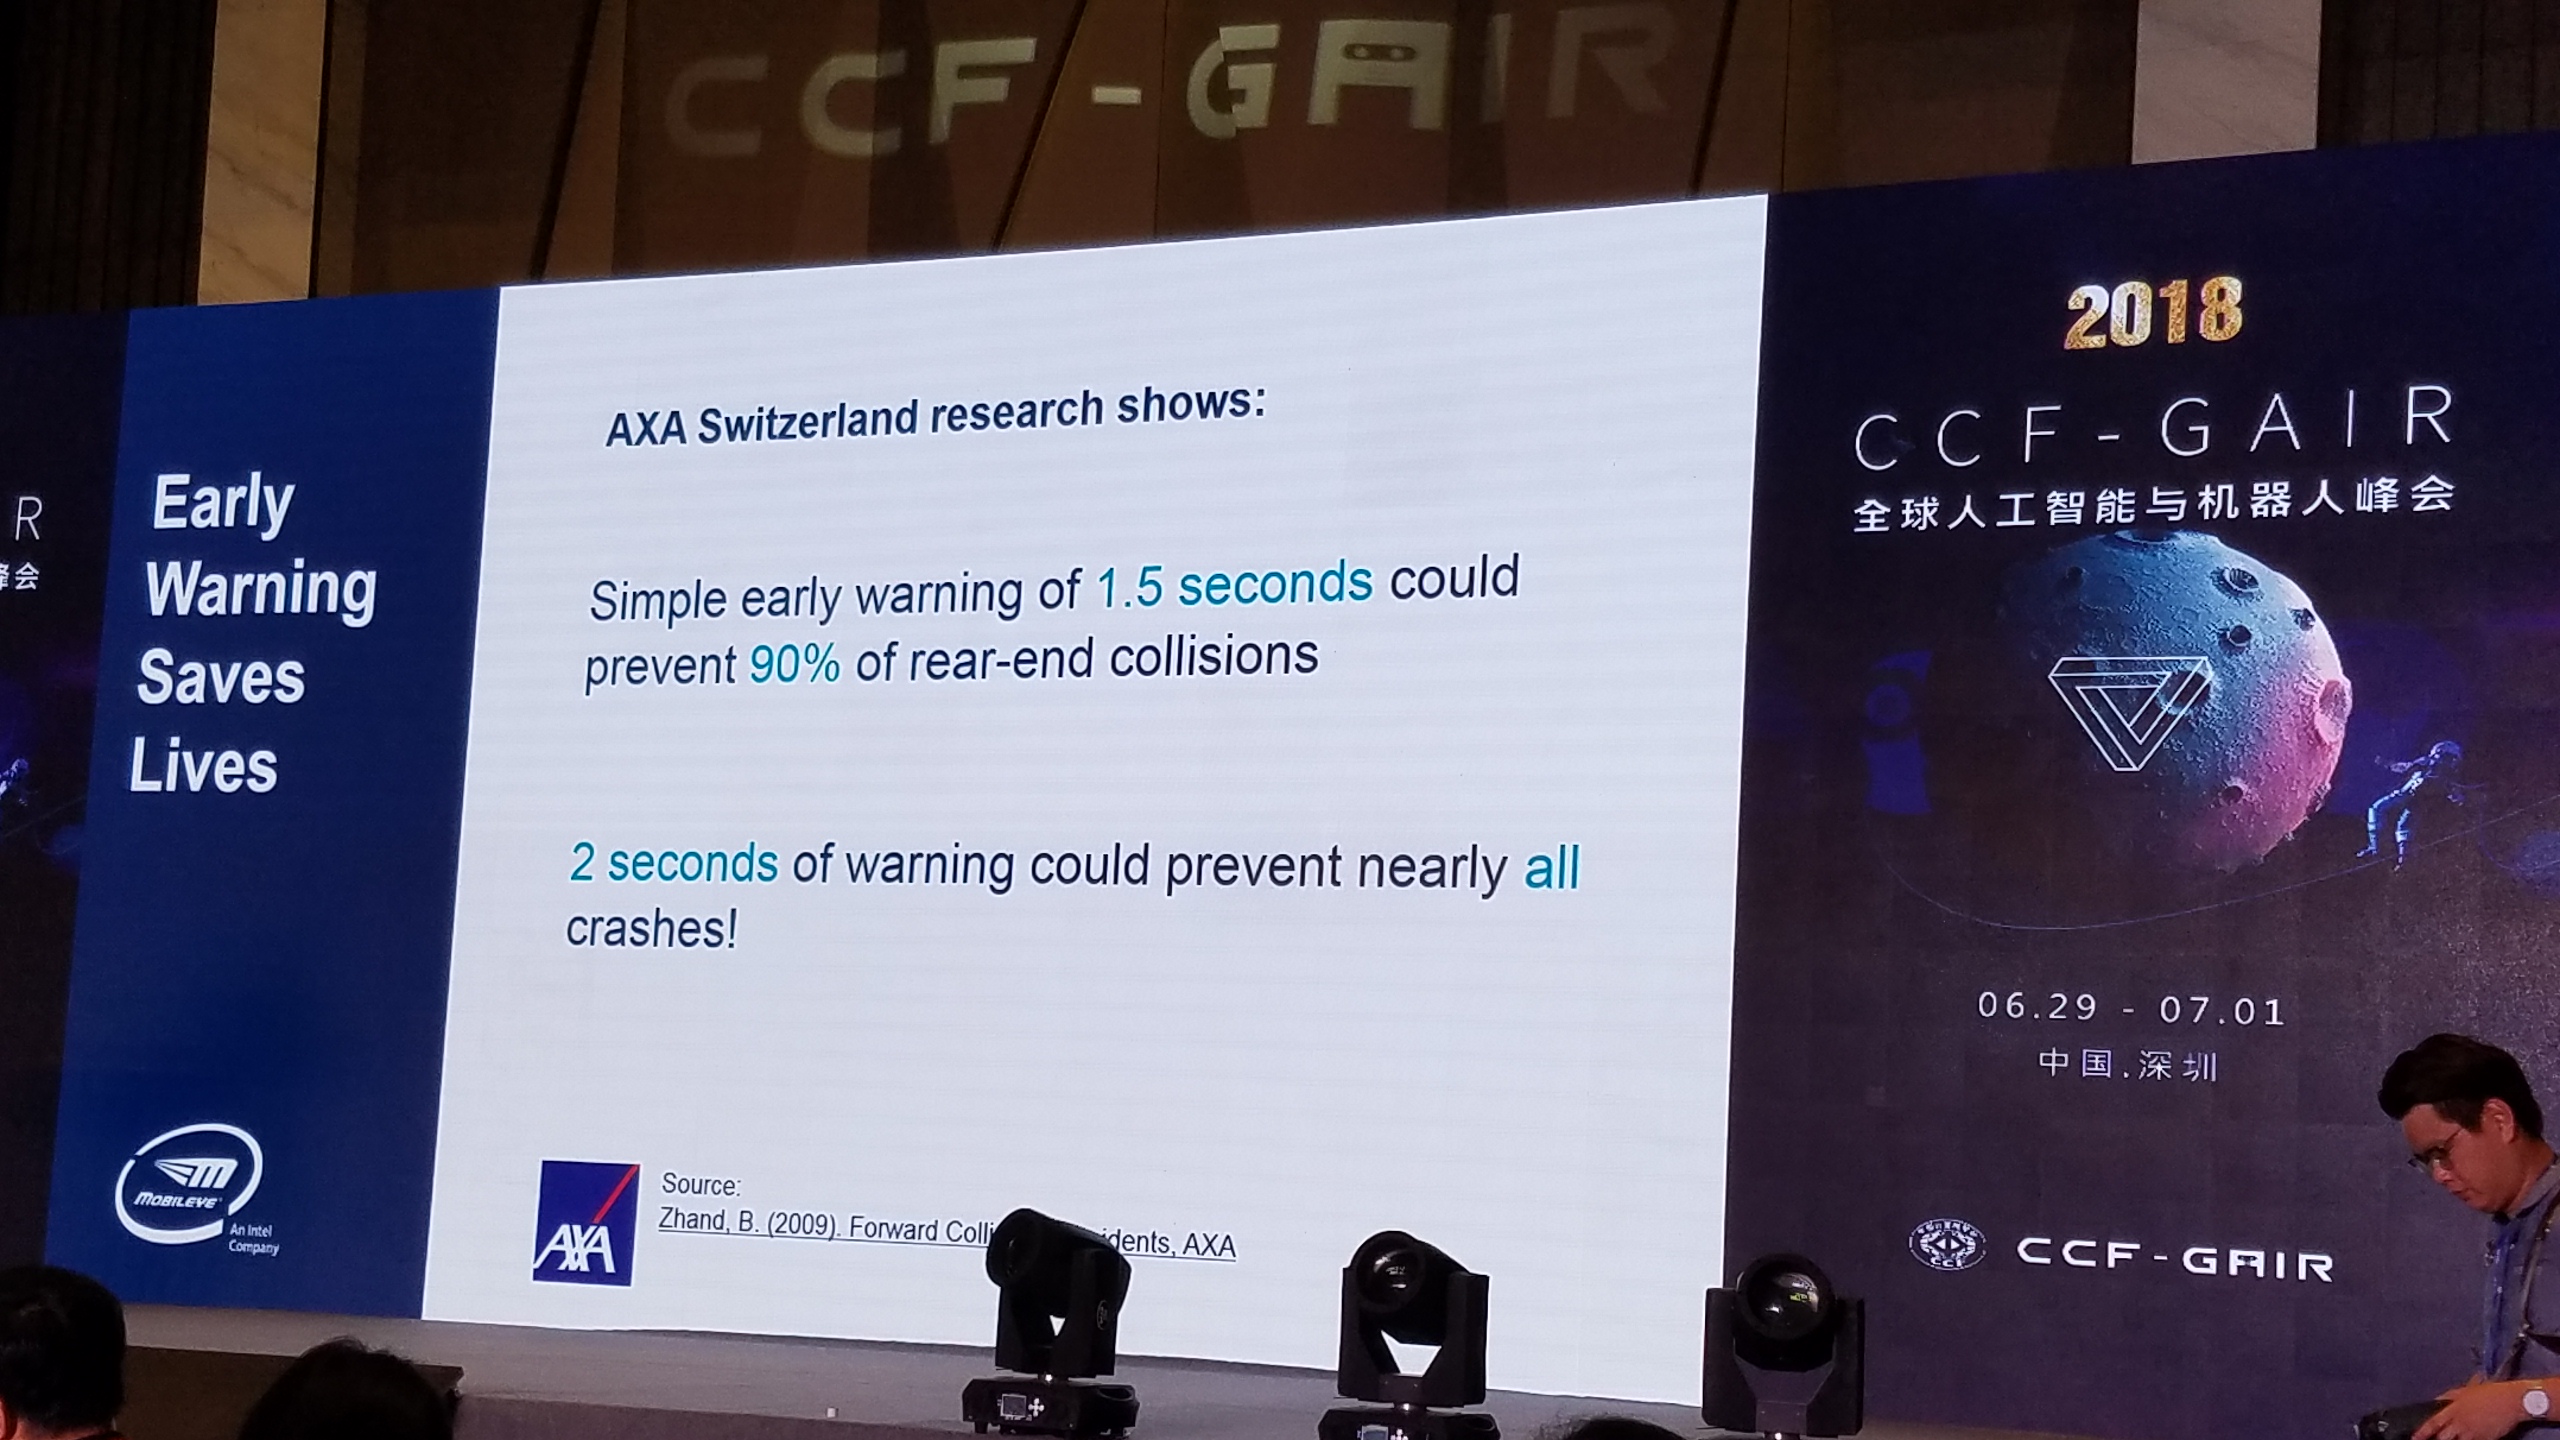 CCF-GAIR
Early
Warning
Saves
Lives
MOBILEYE
An Intel
Company
AXA Switzerland research shows:
Simple early warning of 1.5 seconds could
prevent 90% of rear-end collisions
2 seconds of warning could prevent nearly all
crashes!
AXA
Source:
Zhand, B. (2009). Forward AXA
2018
CCF-GAIR
全球人工智能与机器人峰会
06.29 - 07.01
中国.深圳
CCF
CCF-GAIR
R
峰会